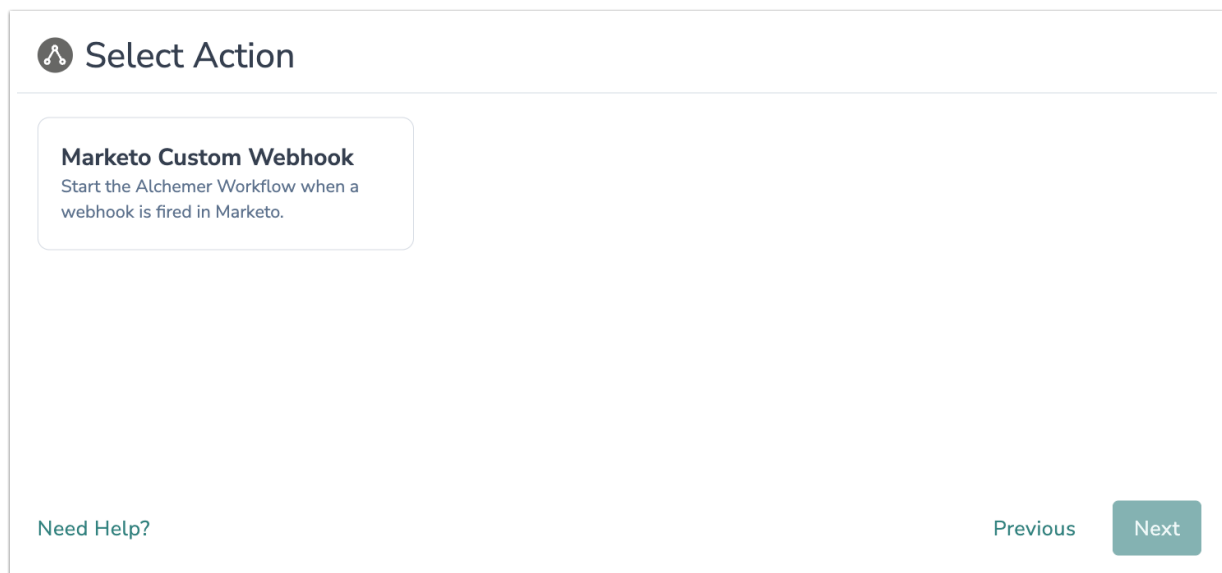 Select Action
Marketo Custom Webhook
Start the Alchemer Workflow when a
webhook is fired in Marketo.
Need Help?
Previous
Next